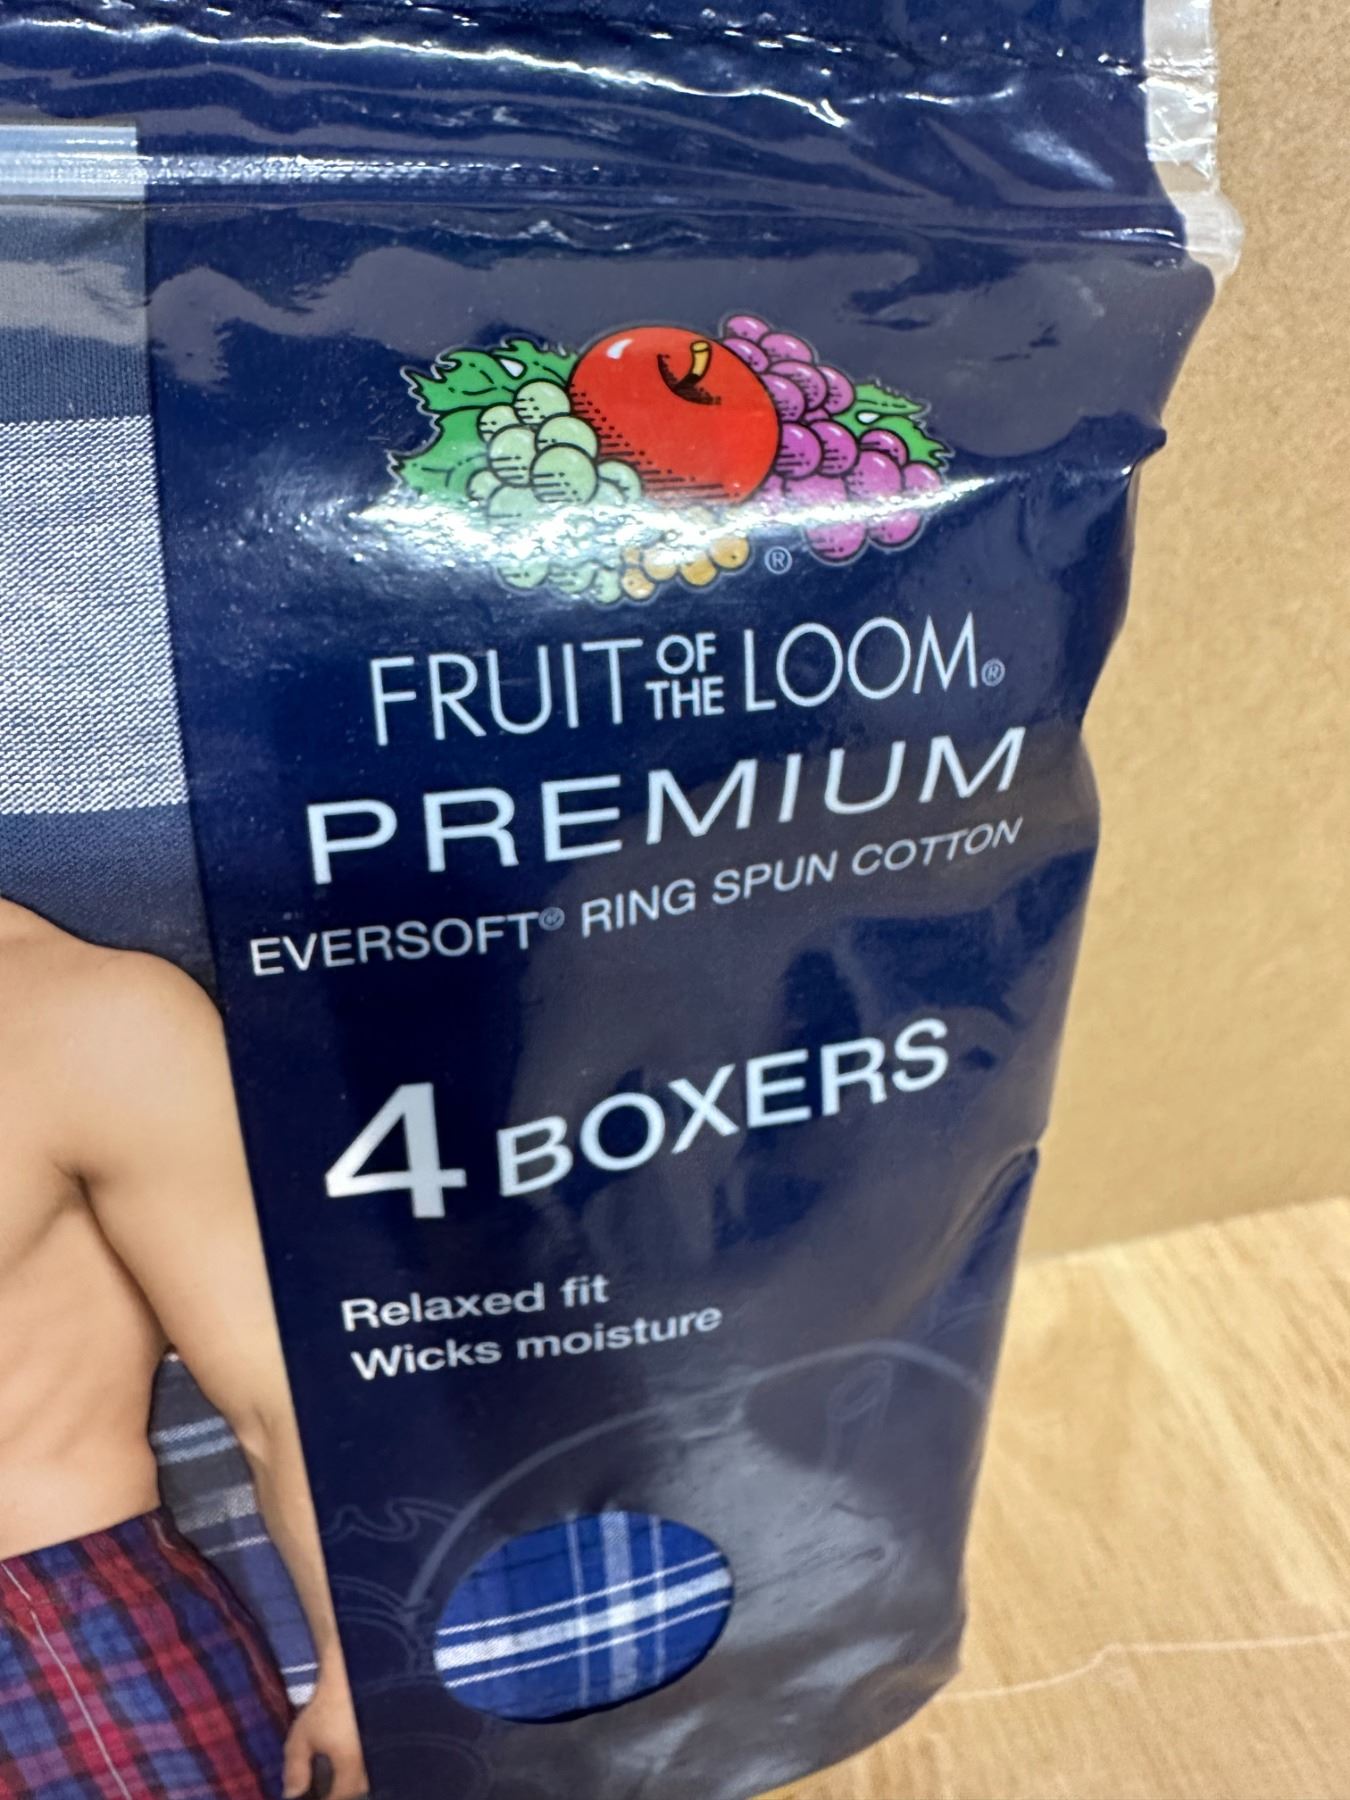 ®
FRUIT OF THE LOOM®
PREMIUM
EVERSOFT® RING SPUN COTTON
4 BOXERS
Relaxed fit
Wicks moisture